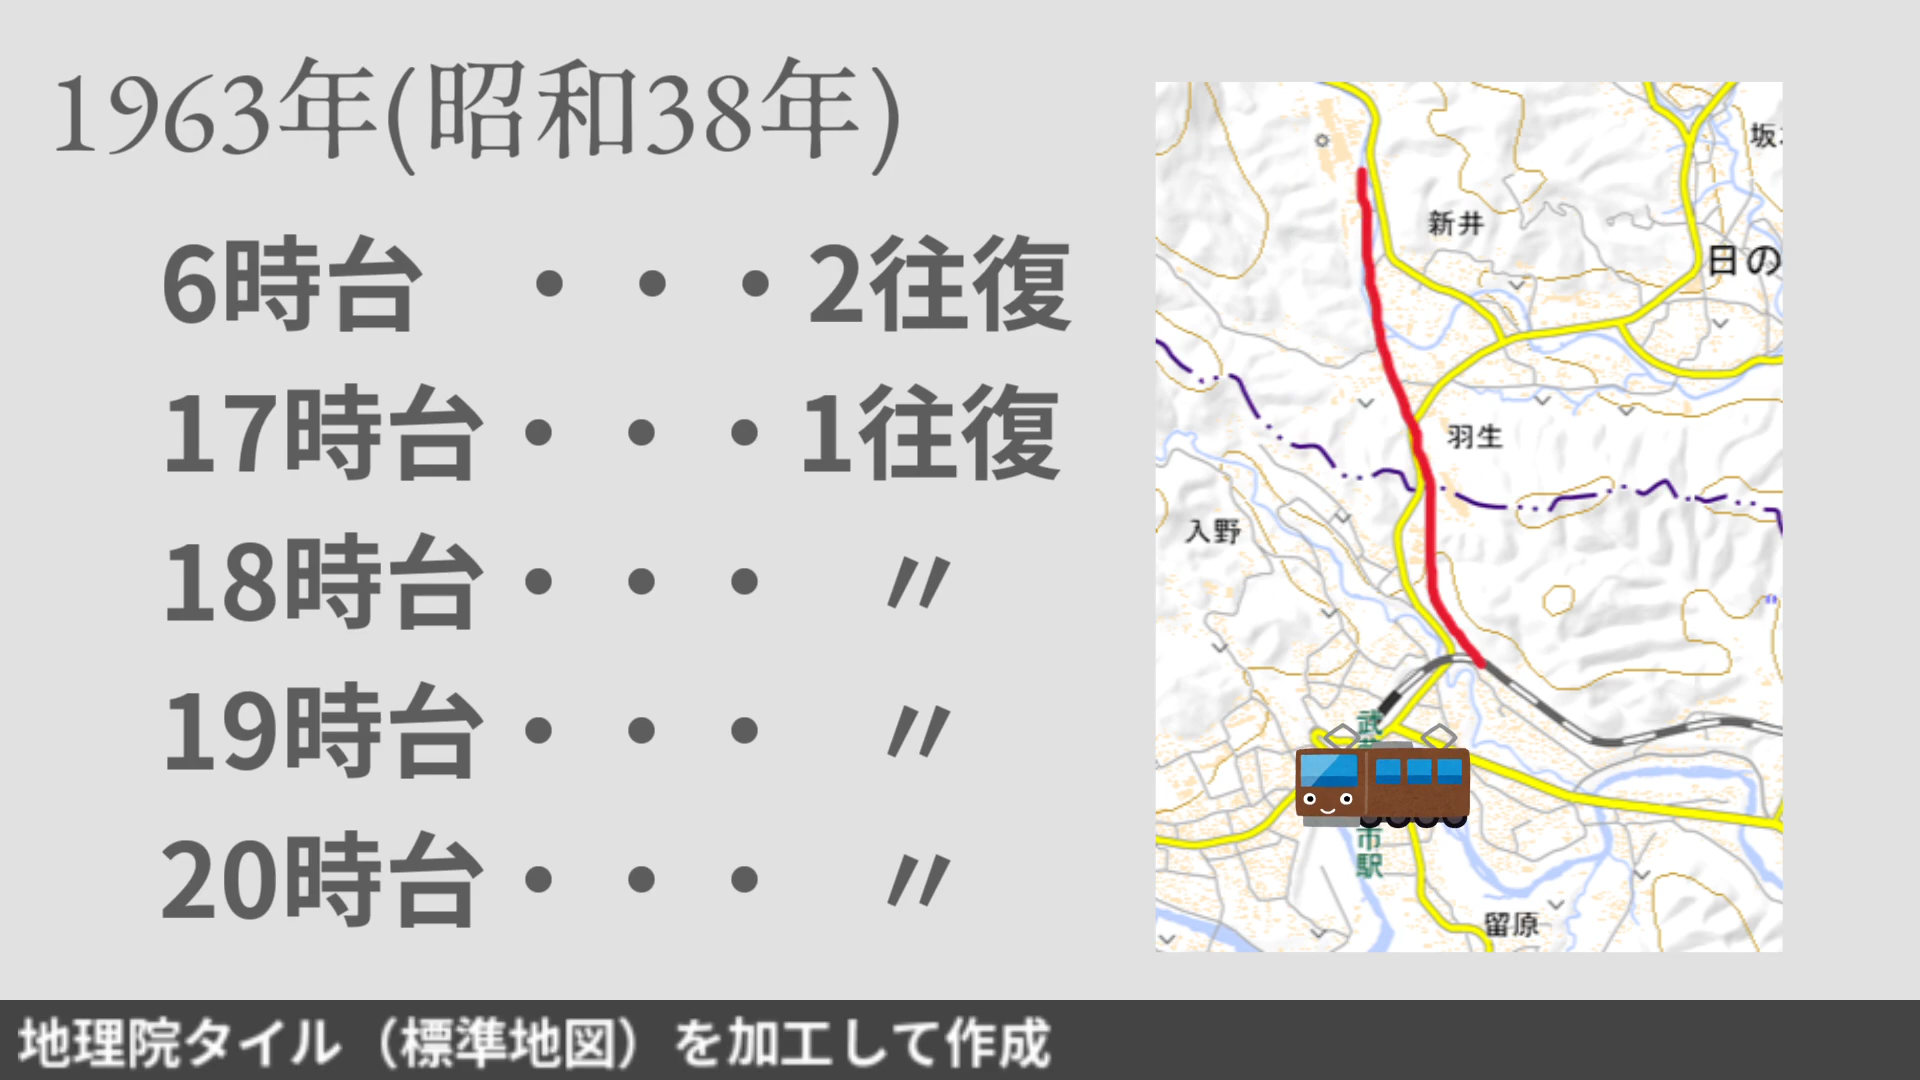 1963年(昭和38年)
6時台 ・・・2往復
17時台・・・1往復
18時台・・・ 〃
19時台・・・ 〃
20時台・・・ 〃
坂
新井
日の
羽生
入野
武
市駅
留原
地理院タイル（標準地図）を加工して作成